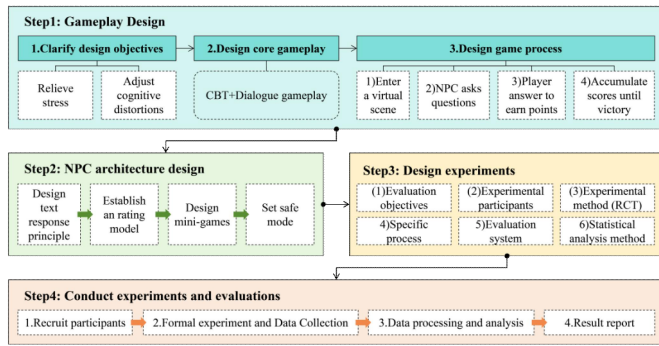 Step1: Gameplay Design
1.Clarify design objectives
2.Design core gameplay
3.Design game process
Relieve
stress
Adjust
cognitive
distortions
CBT+Dialogue gameplay
1)Enter
a virtual
scene
2)NPC asks
questions
3)Player
answer to
earn points
4)Accumulate
scores until
victory
Step2: NPC architecture design
Design
text
response
principle
Establish
an rating
model
Design
mini-games
Set safe
mode
Step3: Design experiments
(1)Evaluation
objectives
(2)Experimental
participants
(3)Experimental
method (RCT)
4)Specific
process
5)Evaluation
system
6)Statistical
analysis method
Step4: Conduct experiments and evaluations
1.Recruit participants
2.Formal experiment and Data Collection
3.Data processing and analysis
4.Result report